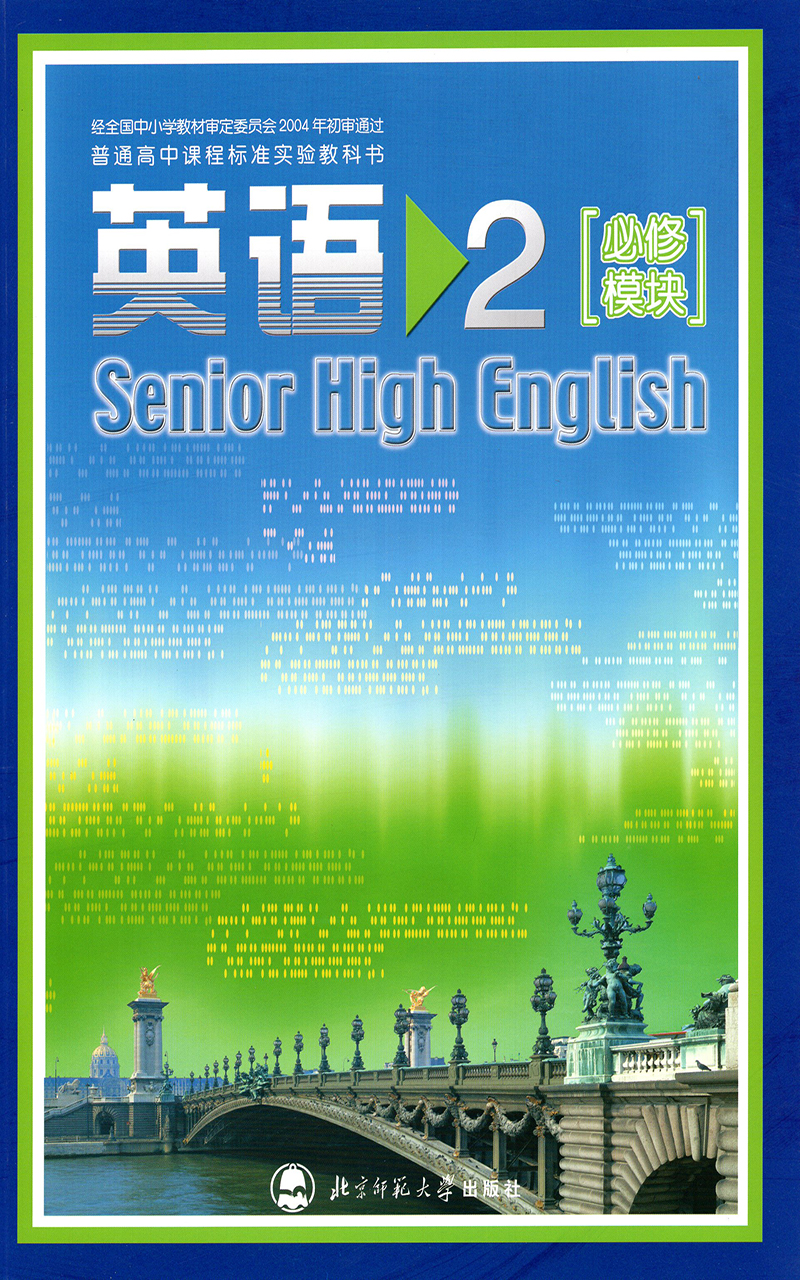 经全国中小学教材审定委员会2004年初审通过
普通高中课程标准实验教科书
英语 2
必修
模块
Senior High English
北京师范大学出版社